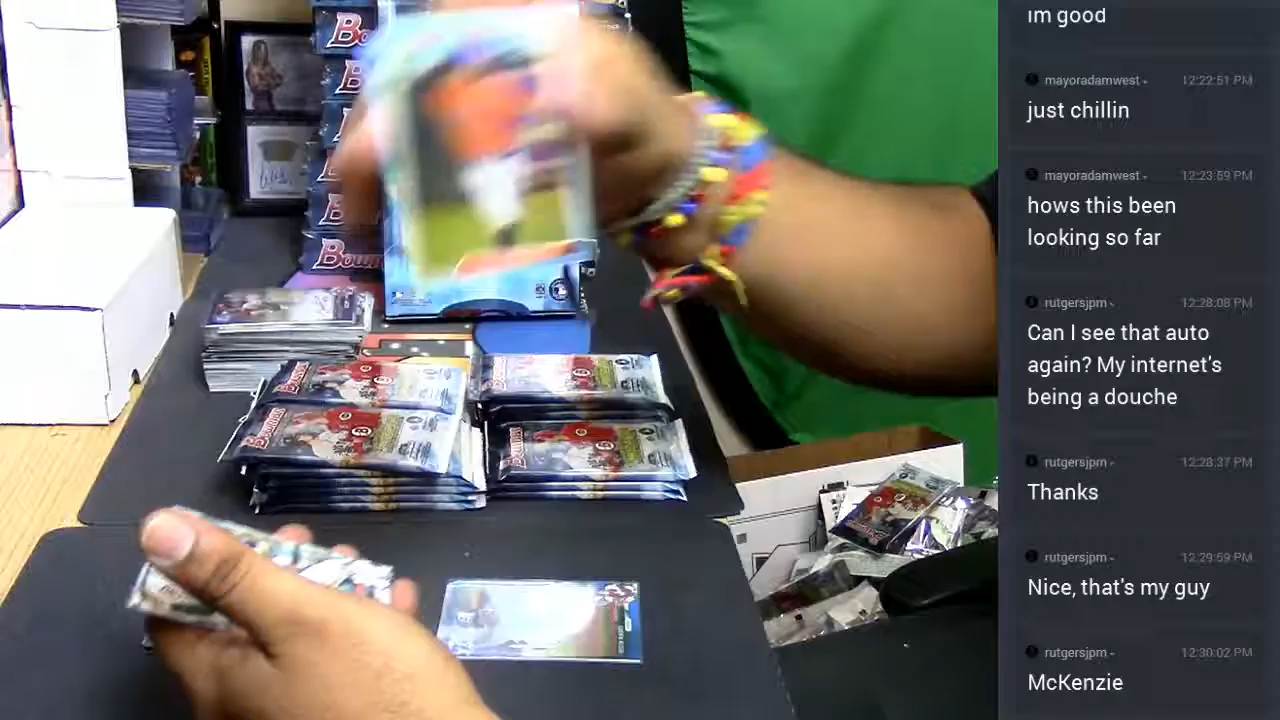 im good
mayoradamwest 12:22:51 PM
just chillin
mayoradamwest 12:23:59 PM
hows this been
looking so far
rutgersjpm 12:28:08 PM
Can I see that auto
again? My internet's
being a douche
rutgersjpm 12:28:37 PM
Thanks
rutgersjpm 12:29:59 PM
Nice, that's my guy
rutgersjpm 12:30:02 PM
McKenzie
Bowman
Bowman
Bowman
Bowman
Bowman